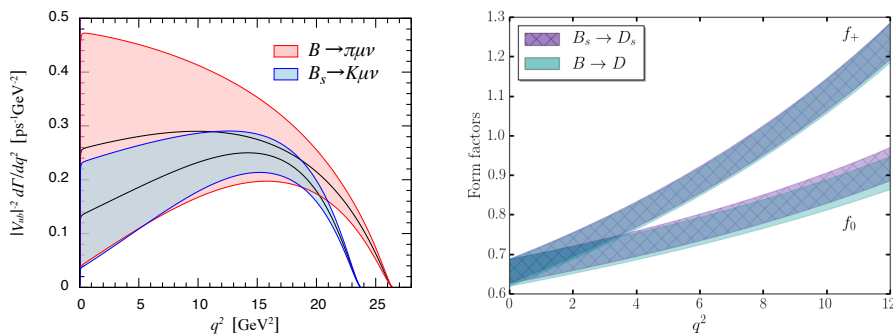 0.5
0.4
0.3
0.2
0.1
0
0 5 10 15 20 25
q² [GeV²]
|V_ub|⁻² dΓ/dq² [ps⁻¹GeV⁻²]
B→πμν
B_s→Kμν
1.3
1.2
1.1
1.0
0.9
0.8
0.7
0.6
0 2 4 6 8 10 12
q²
Form factors
B_s → D_s
B → D
f_+
f_0